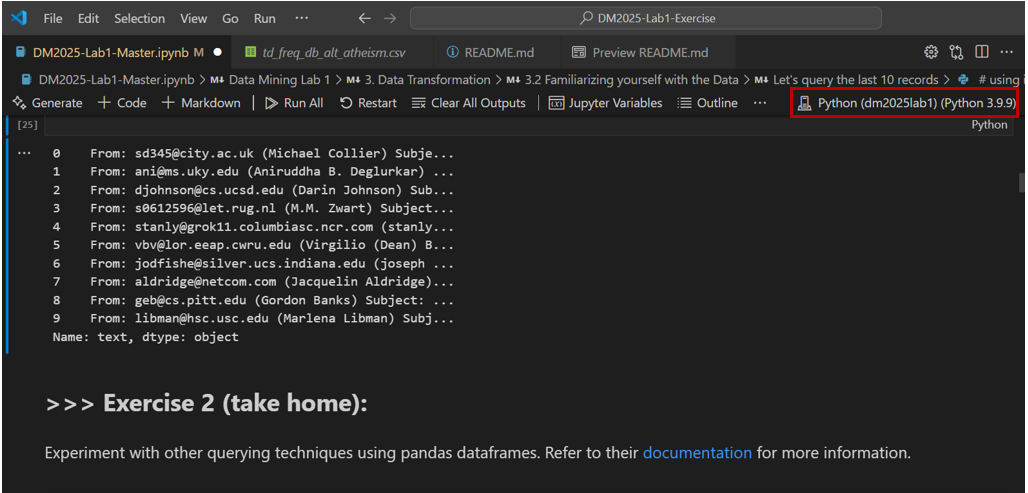 File Edit Selection View Go Run ··· DM2025-Lab1-Exercise
DM2025-Lab1-Master.ipynb M td_freq_db_alt_atheism.csv README.md Preview README.md ···
DM2025-Lab1-Master.ipynb > M↓ Data Mining Lab 1 > M↓ 3. Data Transformation > M↓ 3.2 Familiarizing yourself with the Data > M↓ Let's query the last 10 records > # using i
Generate + Code + Markdown Run All Restart Clear All Outputs Jupyter Variables Outline ··· Python (dm2025lab1) (Python 3.9.9)
[25] Python
··· 0 From: sd345@city.ac.uk (Michael Collier) Subje...
1 From: ani@ms.uky.edu (Aniruddha B. Deglurkar) ...
2 From: djohnson@cs.ucsd.edu (Darin Johnson) Sub...
3 From: s0612596@let.rug.nl (M.M. Zwart) Subject...
4 From: stanly@grok11.columbiasc.ncr.com (stanly...
5 From: vbv@lor.eeap.cwru.edu (Virgilio (Dean) B...
6 From: jodfishe@silver.ucs.indiana.edu (joseph ...
7 From: aldridge@netcom.com (Jacquelin Aldridge)...
8 From: geb@cs.pitt.edu (Gordon Banks) Subject: ...
9 From: libman@hsc.usc.edu (Marlena Libman) Subj...
Name: text, dtype: object
>>> Exercise 2 (take home):
Experiment with other querying techniques using pandas dataframes. Refer to their documentation for more information.